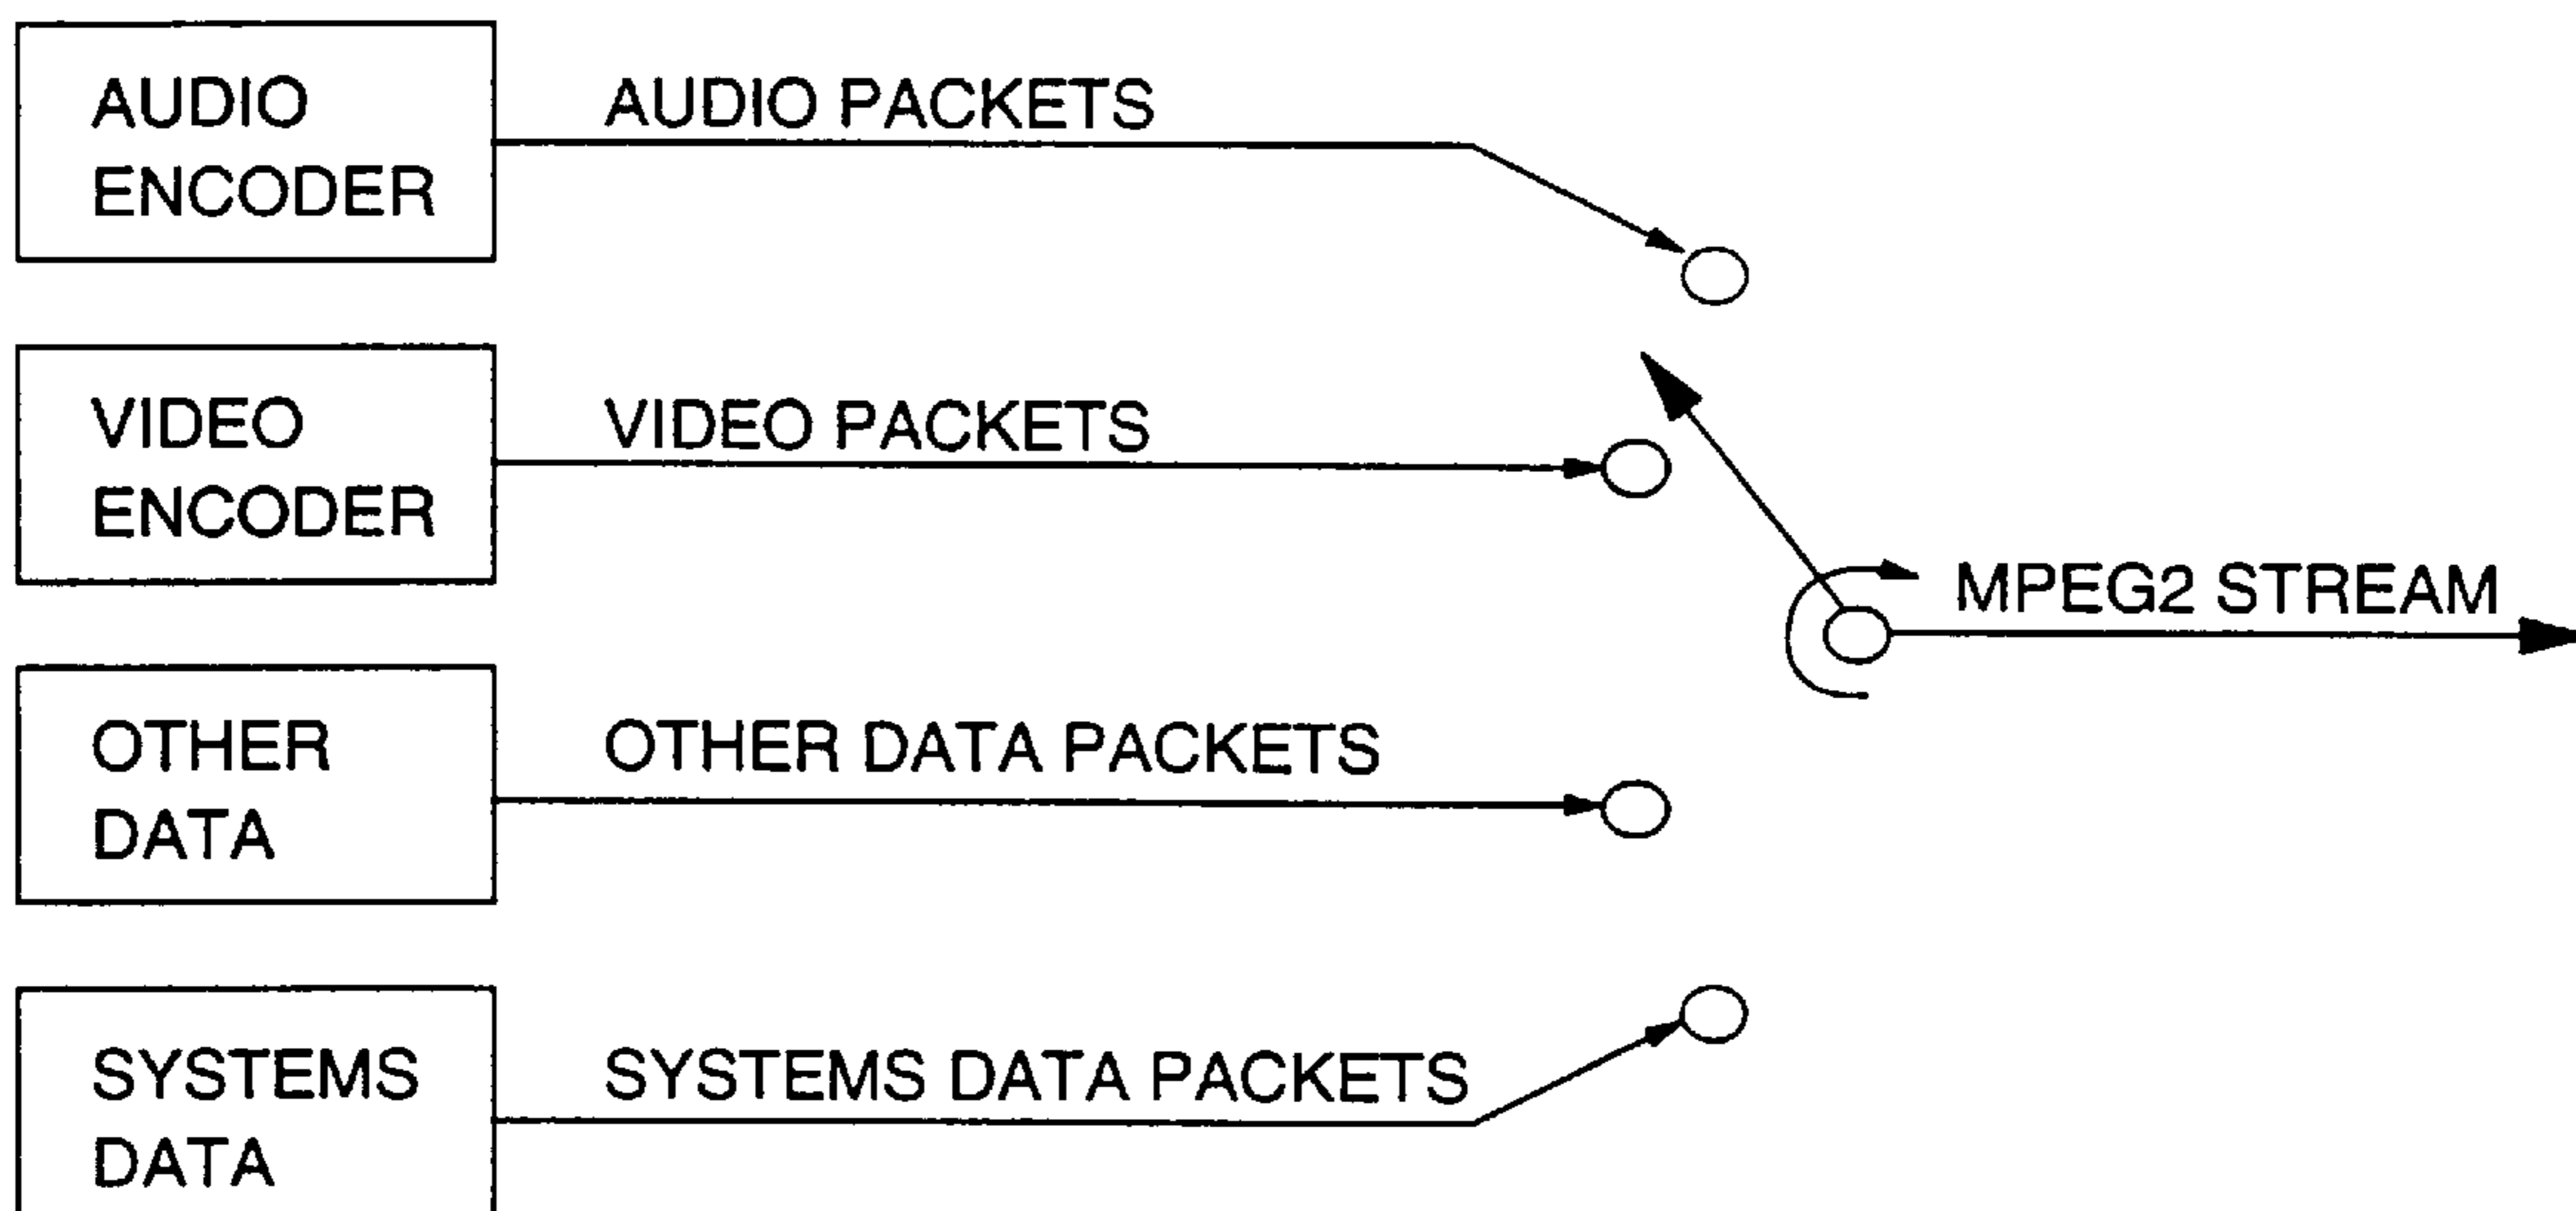 AUDIO
ENCODER
AUDIO PACKETS
VIDEO
ENCODER
VIDEO PACKETS
MPEG2 STREAM
OTHER
DATA
OTHER DATA PACKETS
SYSTEMS
DATA
SYSTEMS DATA PACKETS